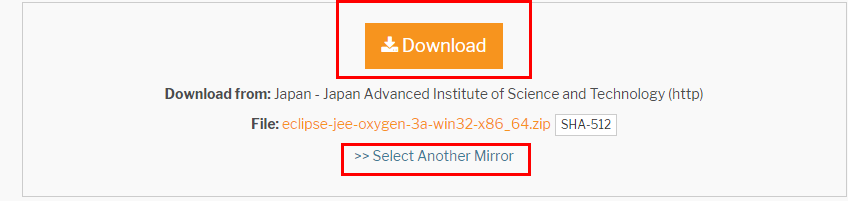 Download
Download from: Japan - Japan Advanced Institute of Science and Technology (http)
File: eclipse-jee-oxygen-3a-win32-x86_64.zip SHA-512
>> Select Another Mirror